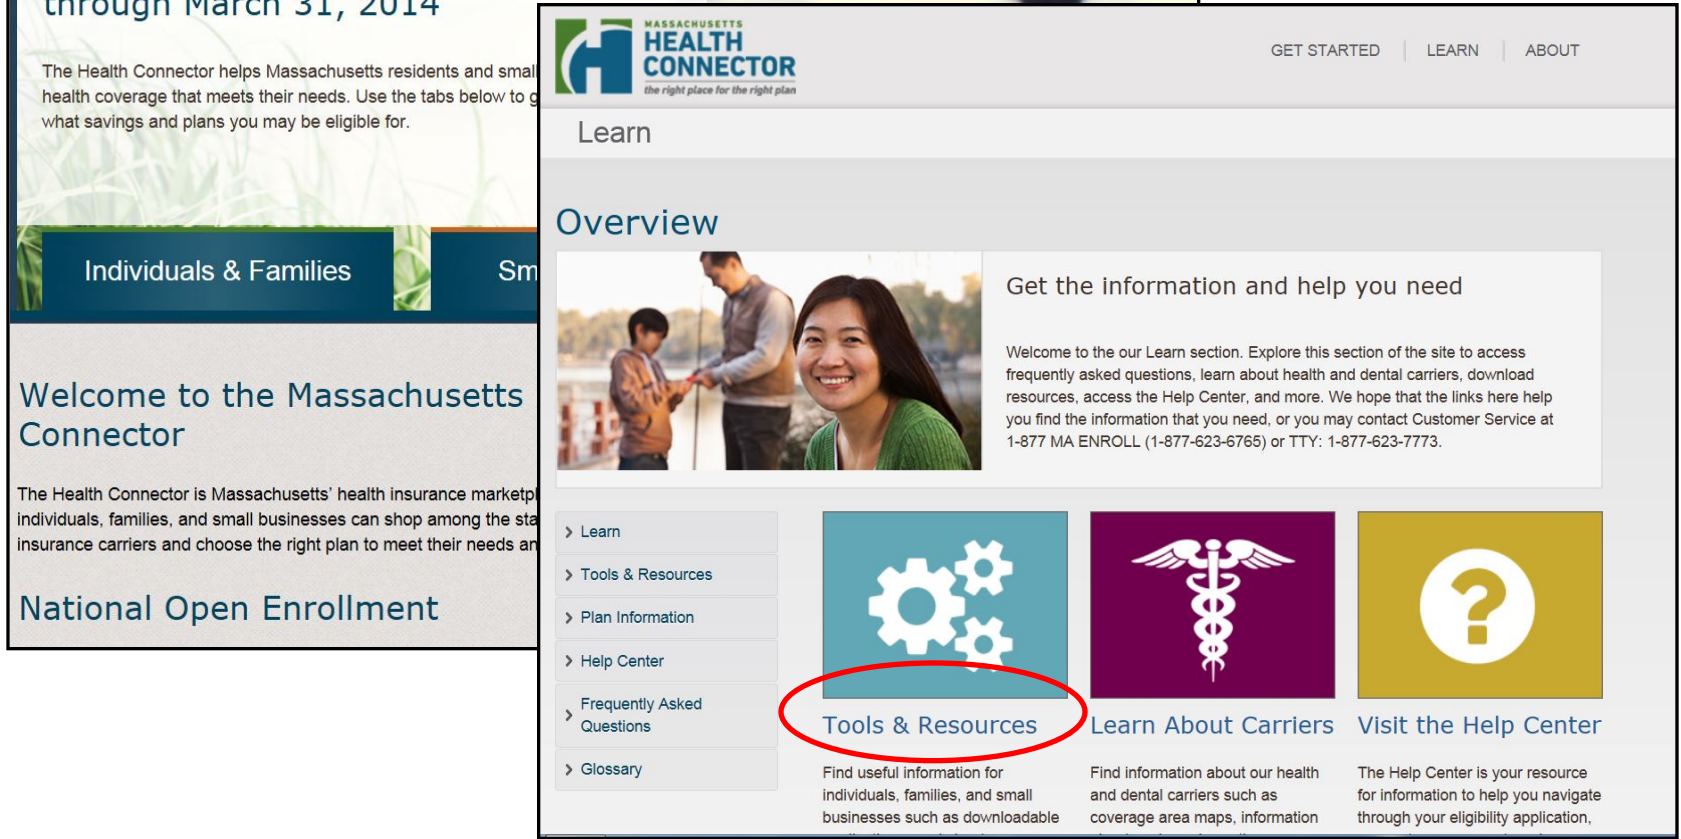 through March 31, 2014
The Health Connector helps Massachusetts residents and smal
health coverage that meets their needs. Use the tabs below to g
what savings and plans you may be eligible for.
Individuals & Families
Sm
Welcome to the Massachusetts
Connector
The Health Connector is Massachusetts' health insurance marketpl
individuals, families, and small businesses can shop among the sta
insurance carriers and choose the right plan to meet their needs an
National Open Enrollment
MASSACHUSETTS
HEALTH
CONNECTOR
the right place for the right plan
GET STARTED
LEARN
ABOUT
Learn
Overview
Get the information and help you need
Welcome to the our Learn section. Explore this section of the site to access
frequently asked questions, learn about health and dental carriers, download
resources, access the Help Center, and more. We hope that the links here help
you find the information that you need, or you may contact Customer Service at
1-877 MA ENROLL (1-877-623-6765) or TTY: 1-877-623-7773.
Learn
Tools & Resources
Plan Information
Help Center
Frequently Asked
Questions
Glossary
Tools & Resources
Find useful information for
individuals, families, and small
businesses such as downloadable
Learn About Carriers
Find information about our health
and dental carriers such as
coverage area maps, information
Visit the Help Center
The Help Center is your resource
for information to help you navigate
through your eligibility application,